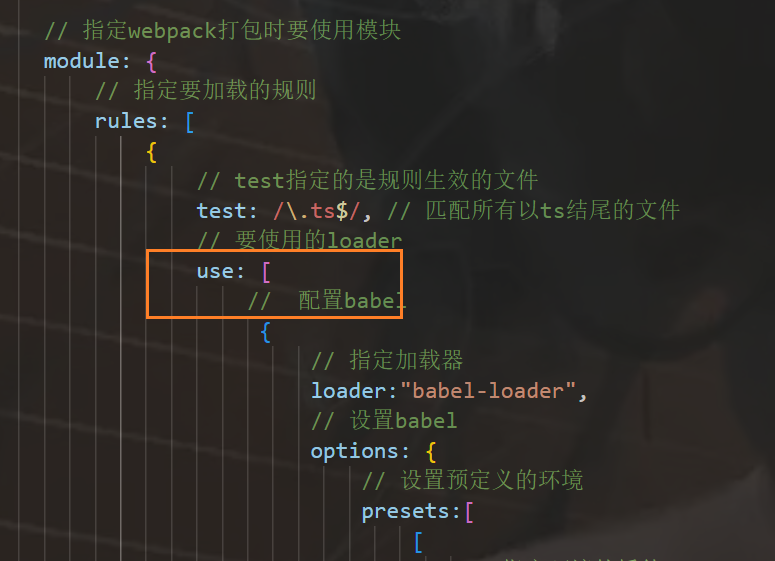 // 指定webpack打包时要使用模块
module: {
// 指定要加载的规则
rules: [
{
// test指定的是规则生效的文件
test: /\.ts$/, // 匹配所有以ts结尾的文件
// 要使用的loader
use: [
// 配置babel
{
// 指定加载器
loader:"babel-loader",
// 设置babel
options: {
// 设置预定义的环境
presets:[
[